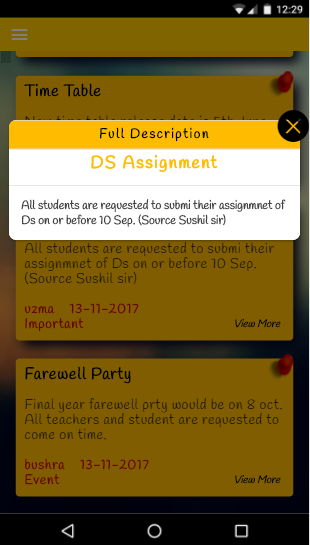 12:29
Time Table
Full Description
DS Assignment
All students are requested to submi their assignmnet of
Ds on or before 10 Sep. (Source Sushil sir)
All students are requested to submi their
assignmnet of Ds on or before 10 Sep.
(Source Sushil sir)
uzma 13-11-2017
Important
View More
Farewell Party
Final year farewell prty would be on 8 oct.
All teachers and student are requested to
come on time.
bushra 13-11-2017
Event
View More